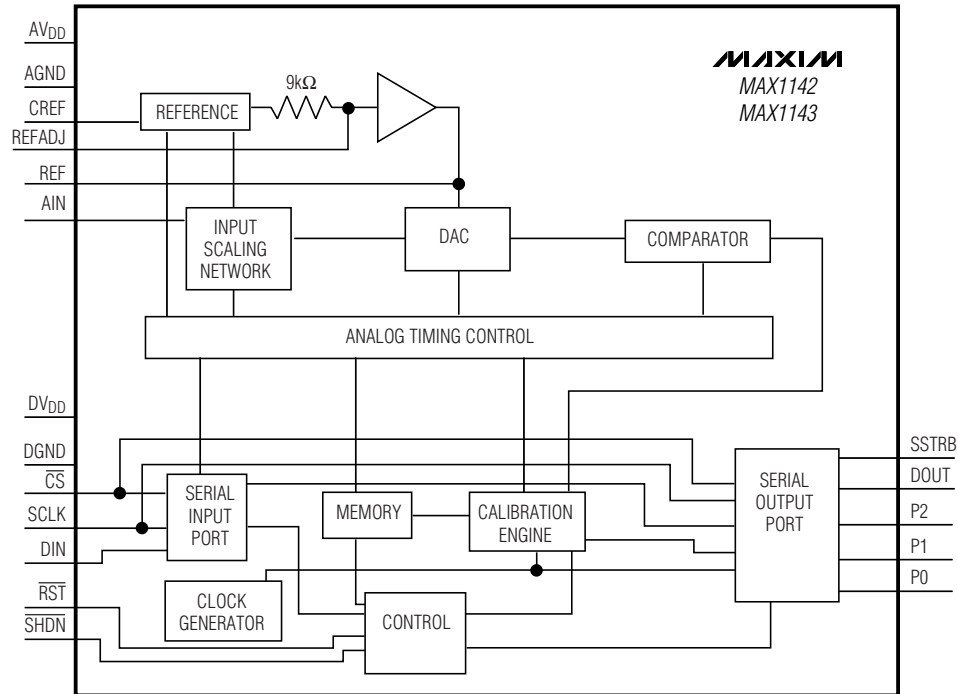 AVDD
AGND
CREF
REFADJ
REF
AIN
DVDD
DGND
CS
SCLK
DIN
RST
SHDN
MAXIM
MAX1142
MAX1143
9kΩ
REFERENCE
INPUT
SCALING
NETWORK
DAC
COMPARATOR
ANALOG TIMING CONTROL
SERIAL
INPUT
PORT
MEMORY
CALIBRATION
ENGINE
SERIAL
OUTPUT
PORT
CLOCK
GENERATOR
CONTROL
SSTRB
DOUT
P2
P1
P0